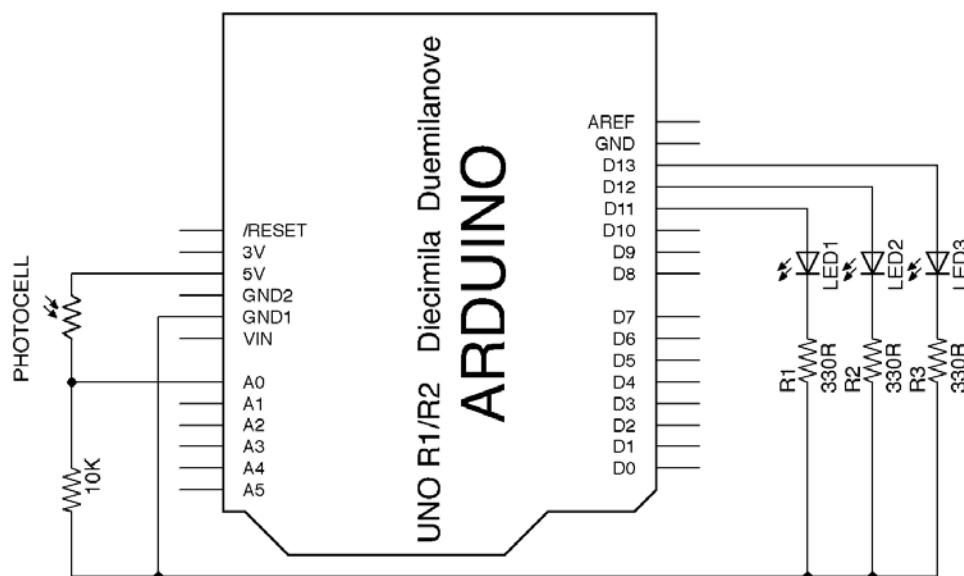 PHOTOCELL
10K
/RESET
3V
5V
GND2
GND1
VIN
A0
A1
A2
A3
A4
A5
UNO R1/R2 Diecimila Duemilanove
ARDUINO
AREF
GND
D13
D12
D11
D10
D9
D8
D7
D6
D5
D4
D3
D2
D1
D0
LED1
LED2
LED3
R1
330R
R2
330R
R3
330R